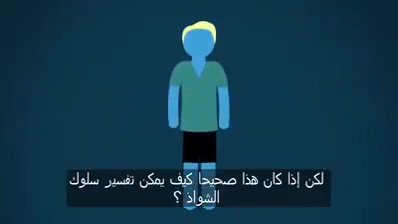 لكن إذا كان هذا صحيحا كيف يمكن تفسير سلوك
الشواذ ؟